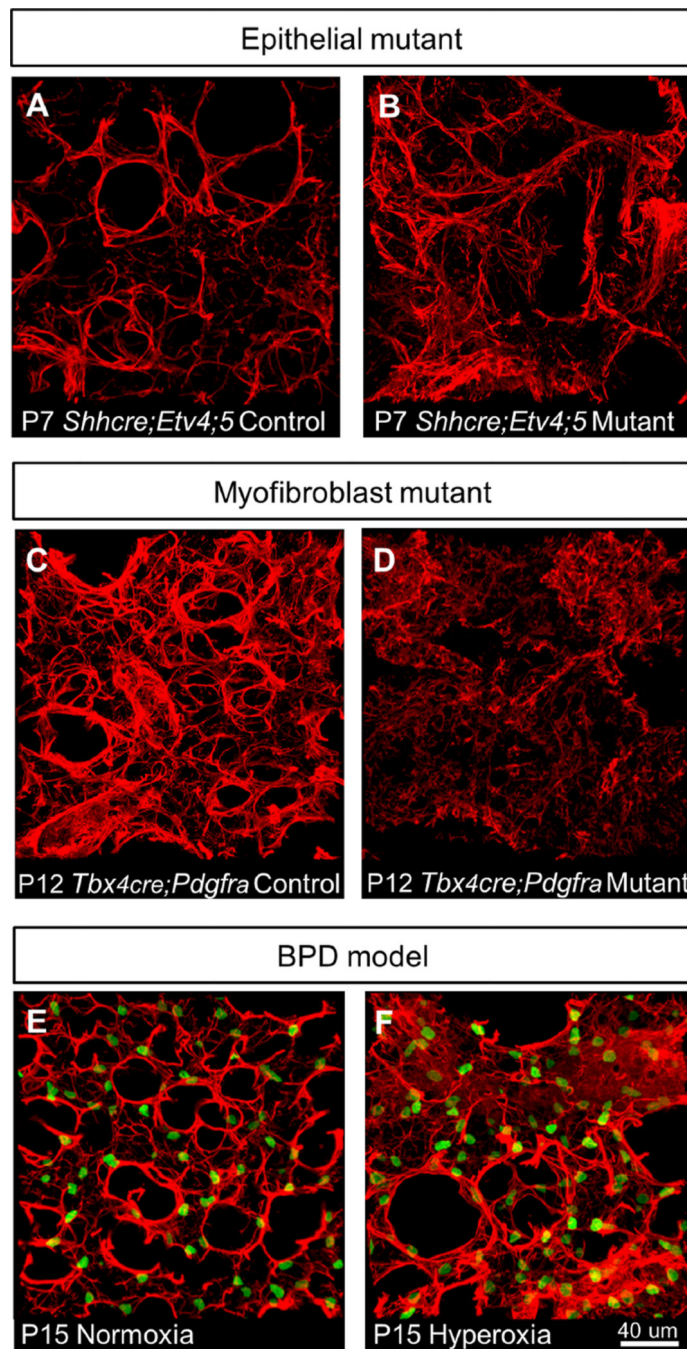 Epithelial mutant
A
B
P7 Shhcre;Etv4;5 Control
P7 Shhcre;Etv4;5 Mutant
Myofibroblast mutant
C
D
P12 Tbx4cre;Pdgfra Control
P12 Tbx4cre;Pdgfra Mutant
BPD model
E
F
P15 Normoxia
P15 Hyperoxia
40 um